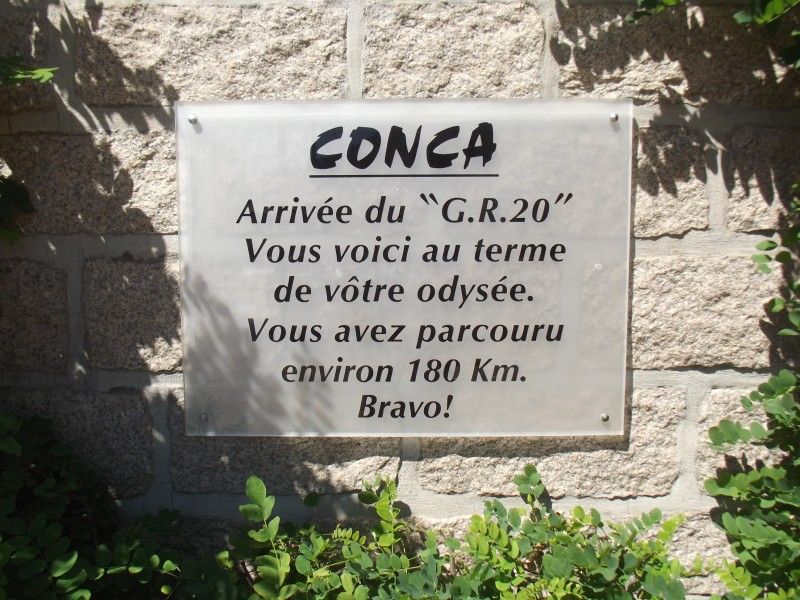 CONCA
Arrivée du "G.R.20"
Vous voici au terme
de vôtre odysée.
Vous avez parcouru
environ 180 Km.
Bravo!